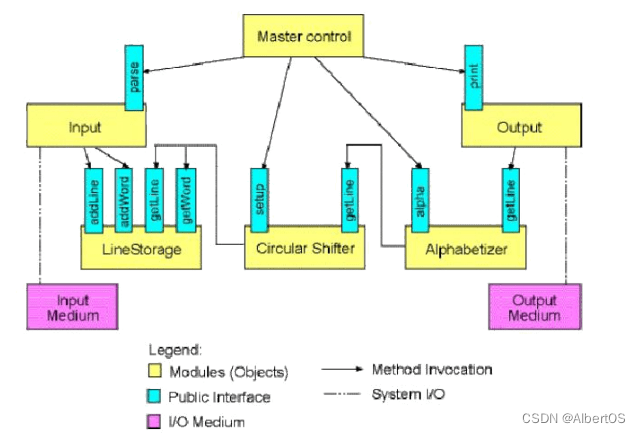 Master control
parse
print
Input
Output
addLine
addWord
getLine
getWord
setup
getLine
alpha
getLine
LineStorage
Circular Shifter
Alphabetizer
Input
Medium
Output
Medium
Legend:
Modules (Objects)
Method Invocation
Public Interface
System I/O
I/O Medium
CSDN @AlbertOS